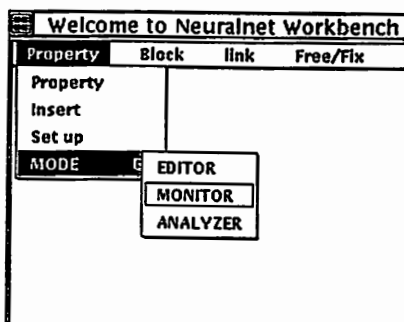 Welcome to Neuralnet Workbench
Property Block link Free/Fix
Property
Insert
Set up
MODE
EDITOR
MONITOR
ANALYZER